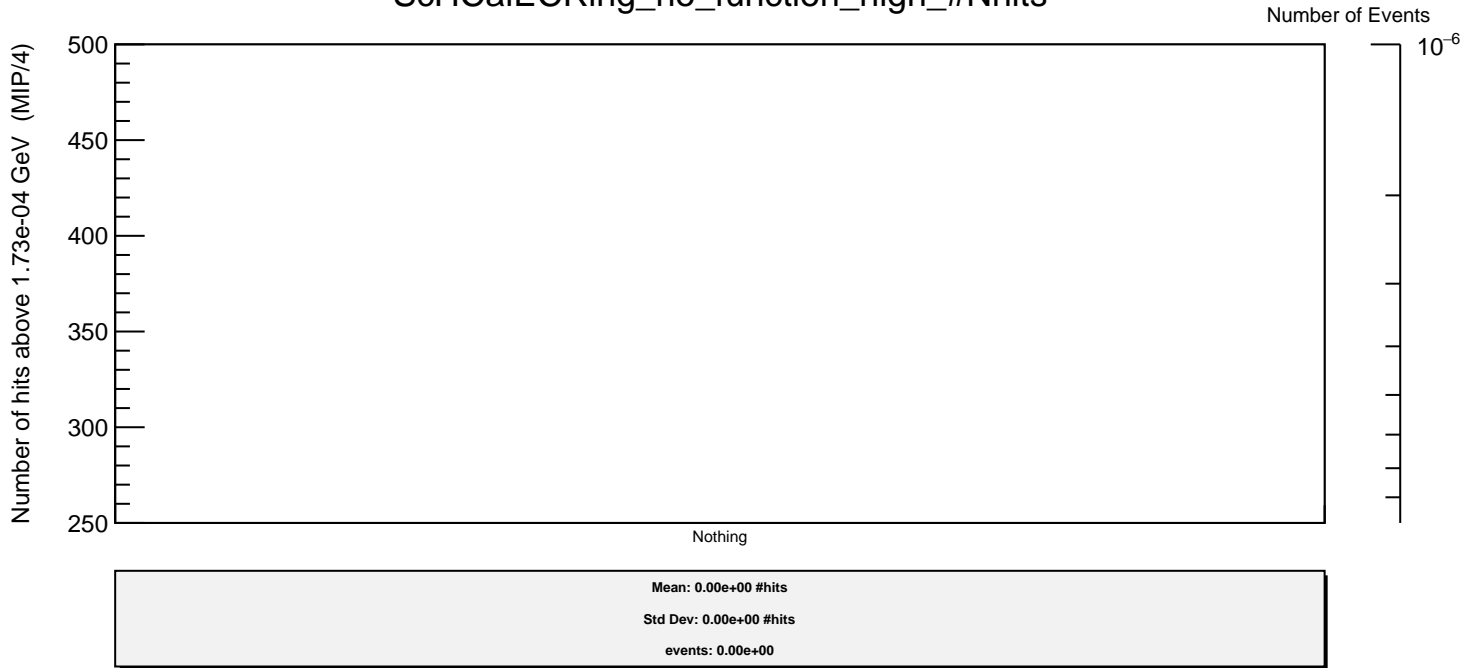 Number of Events
500
450
400
350
300
250
Number of hits above 1.73e-04 GeV (MIP/4)
10⁻⁶
Nothing
Mean: 0.00e+00 #hits
Std Dev: 0.00e+00 #hits
events: 0.00e+00